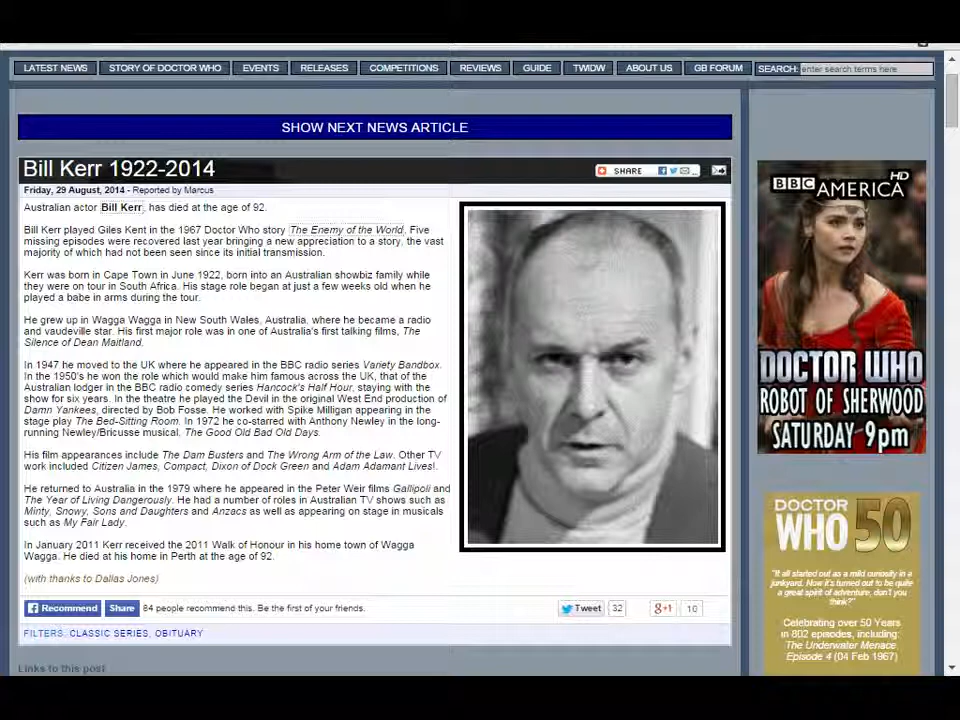 LATEST NEWS STORY OF DOCTOR WHO EVENTS RELEASES COMPETITIONS REVIEWS GUIDE TWIDW ABOUT US GB FORUM SEARCH: enter search terms here
SHOW NEXT NEWS ARTICLE
Bill Kerr 1922-2014
SHARE
Friday, 29 August, 2014 - Reported by Marcus
Australian actor Bill Kerr, has died at the age of 92.
Bill Kerr played Giles Kent in the 1967 Doctor Who story The Enemy of the World. Five
missing episodes were recovered last year bringing a new appreciation to a story, the vast
majority of which had not been seen since its initial transmission.
Kerr was born in Cape Town in June 1922, born into an Australian showbiz family while
they were on tour in South Africa. His stage role began at just a few weeks old when he
played a babe in arms during the tour.
He grew up in Wagga Wagga in New South Wales, Australia, where he became a radio
and vaudeville star. His first major role was in one of Australia's first talking films, The
Silence of Dean Maitland.
In 1947 he moved to the UK where he appeared in the BBC radio series Variety Bandbox.
In the 1950's he won the role which would make him famous across the UK, that of the
Australian lodger in the BBC radio comedy series Hancock's Half Hour, staying with the
show for six years. In the theatre he played the Devil in the original West End production of
Damn Yankees, directed by Bob Fosse. He worked with Spike Milligan appearing in the
stage play The Bed-Sitting Room. In 1972 he co-starred with Anthony Newley in the long-
running Newley/Bricusse musical. The Good Old Bad Old Days.
His film appearances include The Dam Busters and The Wrong Arm of the Law. Other TV
work included Citizen James, Compact, Dixon of Dock Green and Adam Adamant Lives!.
He returned to Australia in the 1979 where he appeared in the Peter Weir films Gallipoli and
The Year of Living Dangerously. He had a number of roles in Australian TV shows such as
Minty, Snowy, Sons and Daughters and Anzacs as well as appearing on stage in musicals
such as My Fair Lady.
In January 2011 Kerr received the 2011 Walk of Honour in his home town of Wagga
Wagga. He died at his home in Perth at the age of 92.
(with thanks to Dallas Jones)
Recommend Share 84 people recommend this. Be the first of your friends.
Tweet 32 g+1 10
FILTERS: CLASSIC SERIES, OBITUARY
Links to this post
BBC AMERICA HD
DOCTOR WHO
ROBOT OF SHERWOOD
SATURDAY 9pm
DOCTOR
WHO 50
"It all started out as a mild curiosity in a
junkyard. Now it's turned out to be quite
a great spirit of adventure, don't you
think?"
Celebrating over 50 Years
in 802 episodes, including:
The Underwater Menace
Episode 4 (04 Feb 1967)